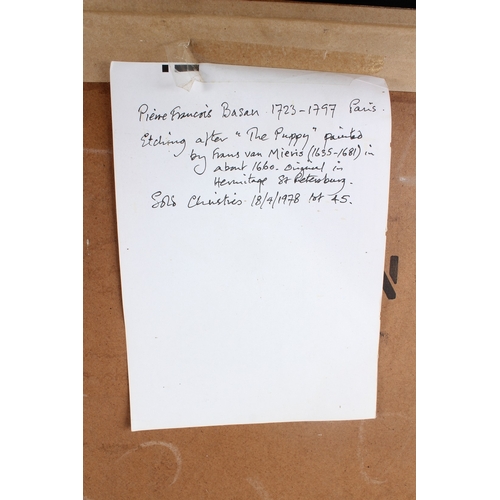 Pierre Francois Basan 1723-1797 Paris.
Etching after "The Puppy" painted
by Frans van Mieris (1635-1681) in
about 1660. Original in
Hermitage St Petersburg.
Sold Christies 18/4/1978 lot 45.